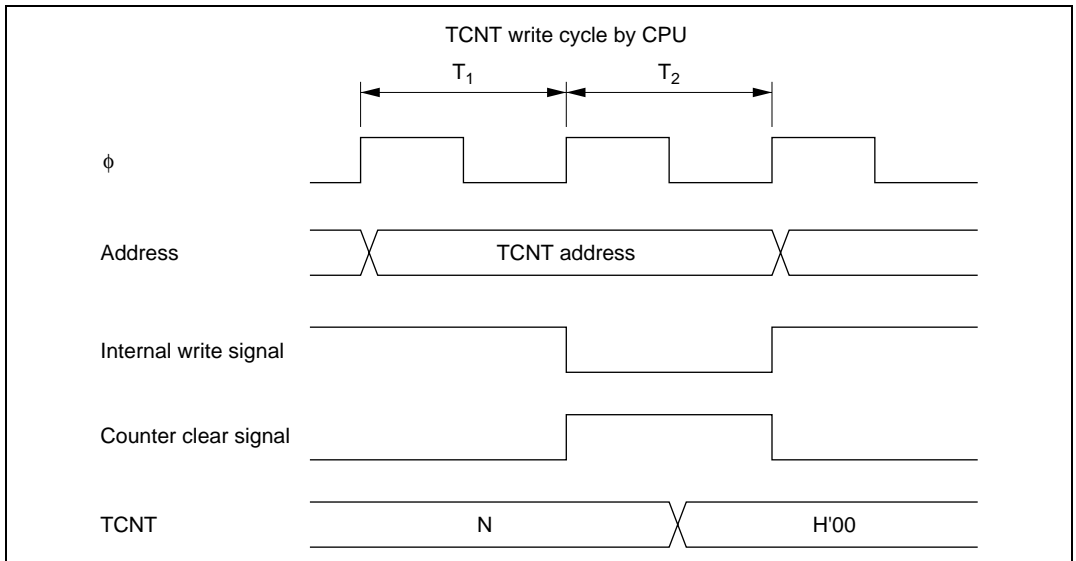 TCNT write cycle by CPU
T₁ T₂
ϕ
Address TCNT address
Internal write signal
Counter clear signal
TCNT N H'00